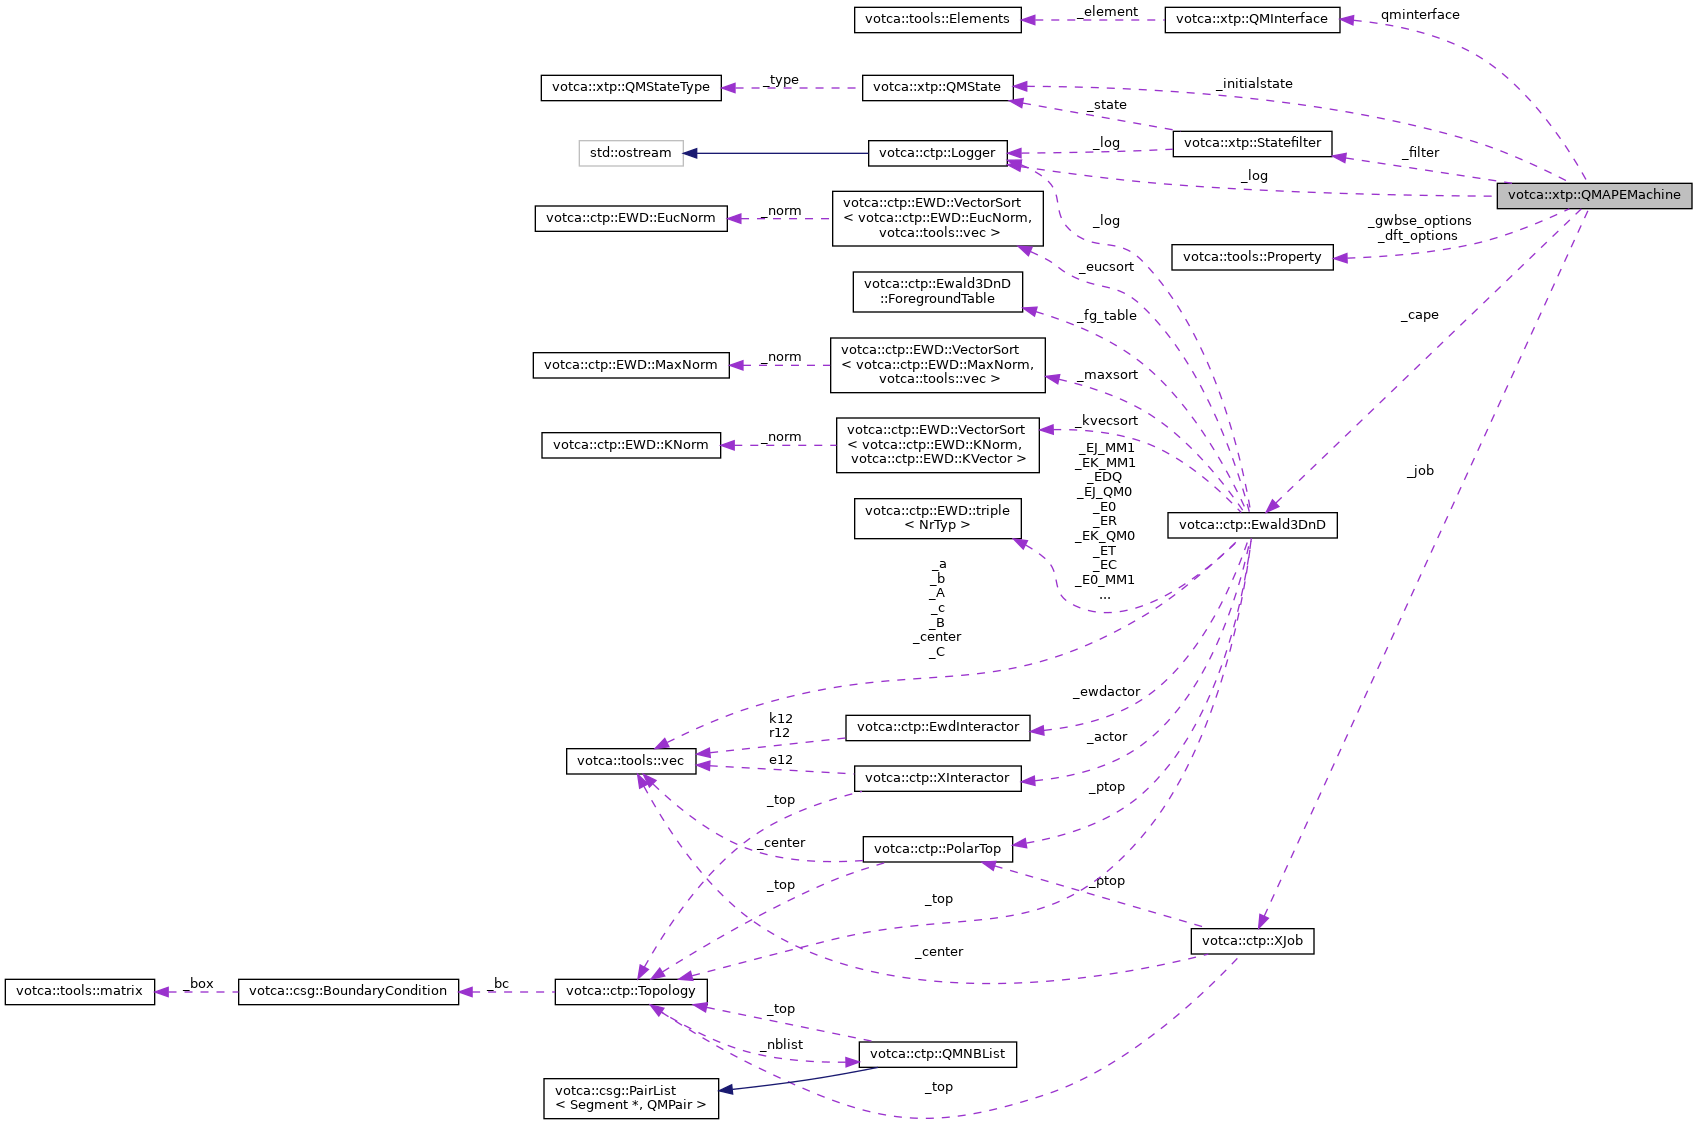 votca::tools::Elements
_element
votca::xtp::QMInterface
qminterface
votca::xtp::QMStateType
_type
votca::xtp::QMState
_initialstate
_state
std::ostream
votca::ctp::Logger
_log
votca::xtp::Statefilter
_filter
_log
votca::xtp::QMAPEMachine
votca::ctp::EWD::EucNorm
_norm
votca::ctp::EWD::VectorSort
< votca::ctp::EWD::EucNorm,
votca::tools::vec >
_log
_gwbse_options
_dft_options
votca::tools::Property
_eucsort
votca::ctp::Ewald3DnD
::ForegroundTable
_fg_table
_cape
votca::ctp::EWD::MaxNorm
_norm
votca::ctp::EWD::VectorSort
< votca::ctp::EWD::MaxNorm,
votca::tools::vec >
_maxsort
votca::ctp::EWD::KNorm
_norm
votca::ctp::EWD::VectorSort
< votca::ctp::EWD::KNorm,
votca::ctp::EWD::KVector >
_kvecsort
_EJ_MM1
_EK_MM1
_EDQ
_EJ_QM0
_E0
_ER
_EK_QM0
_ET
_EC
_E0_MM1
...
_job
votca::ctp::EWD::triple
< NrTyp >
votca::ctp::Ewald3DnD
_a
_b
_A
_c
_B
_center
_C
_ewdactor
votca::ctp::EwdInteractor
k12
r12
_actor
votca::tools::vec
e12
votca::ctp::XInteractor
_top
_ptop
_center
votca::ctp::PolarTop
_top
_ptop
_top
votca::ctp::XJob
_center
votca::tools::matrix
_box
votca::csg::BoundaryCondition
_bc
votca::ctp::Topology
_top
_nblist
votca::ctp::QMNBList
_top
votca::csg::PairList
< Segment *, QMPair >